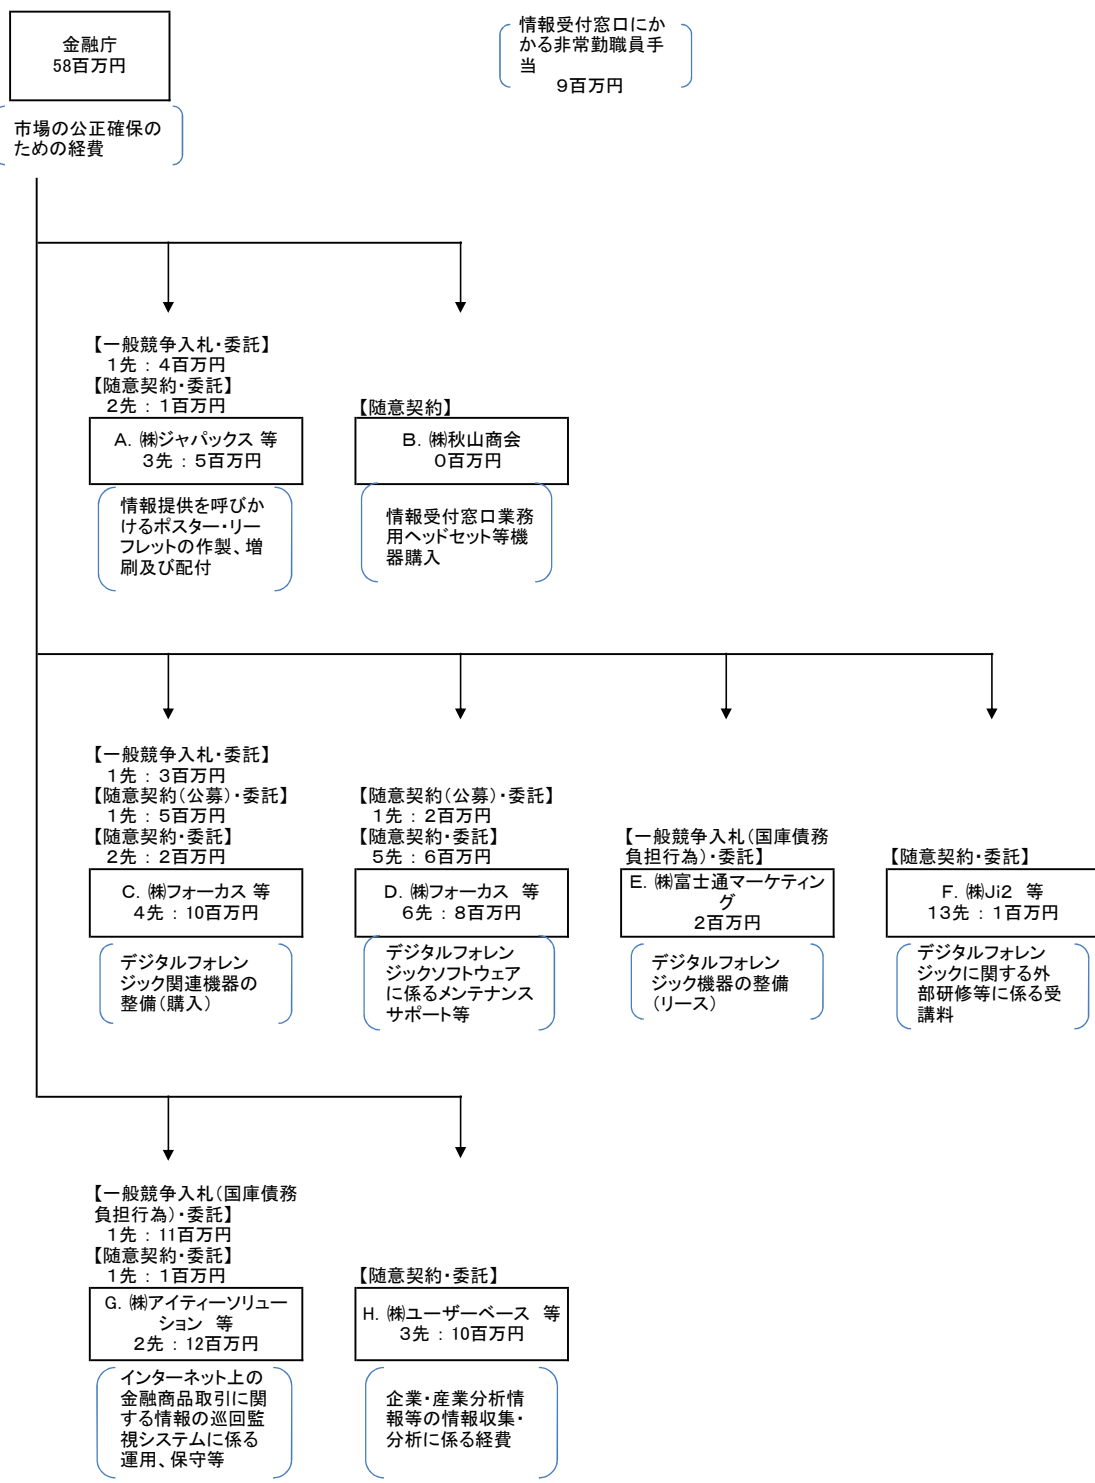 金融庁
58百万円
情報受付窓口にか
かる非常勤職員手
当
9百万円
市場の公正確保の
ための経費
【一般競争入札・委託】
1先：4百万円
【随意契約・委託】
2先：1百万円
A. ㈱ジャパックス 等
3先：5百万円
情報提供を呼びか
けるポスター・リー
フレットの作製、増
刷及び配付
【随意契約】
B. ㈱秋山商会
0百万円
情報受付窓口業務
用ヘッドセット等機
器購入
【一般競争入札・委託】
1先：3百万円
【随意契約（公募）・委託】
1先：5百万円
【随意契約・委託】
2先：2百万円
C. ㈱フォーカス 等
4先：10百万円
デジタルフォレン
ジック関連機器の
整備（購入）
【随意契約（公募）・委託】
1先：2百万円
【随意契約・委託】
5先：6百万円
D. ㈱フォーカス 等
6先：8百万円
デジタルフォレン
ジックソフトウェア
に係るメンテナンス
サポート等
【一般競争入札（国庫債務
負担行為）・委託】
E. ㈱富士通マーケティン
グ
2百万円
デジタルフォレン
ジック機器の整備
（リース）
【随意契約・委託】
F. ㈱Ji2 等
13先：1百万円
デジタルフォレン
ジックに関する外
部研修等に係る受
講料
【一般競争入札（国庫債務
負担行為）・委託】
1先：11百万円
【随意契約・委託】
1先：1百万円
G. ㈱アイティーソリュー
ション 等
2先：12百万円
インターネット上の
金融商品取引に関
する情報の巡回監
視システムに係る
運用、保守等
【随意契約・委託】
H. ㈱ユーザーベース 等
3先：10百万円
企業・産業分析情
報等の情報収集・
分析に係る経費